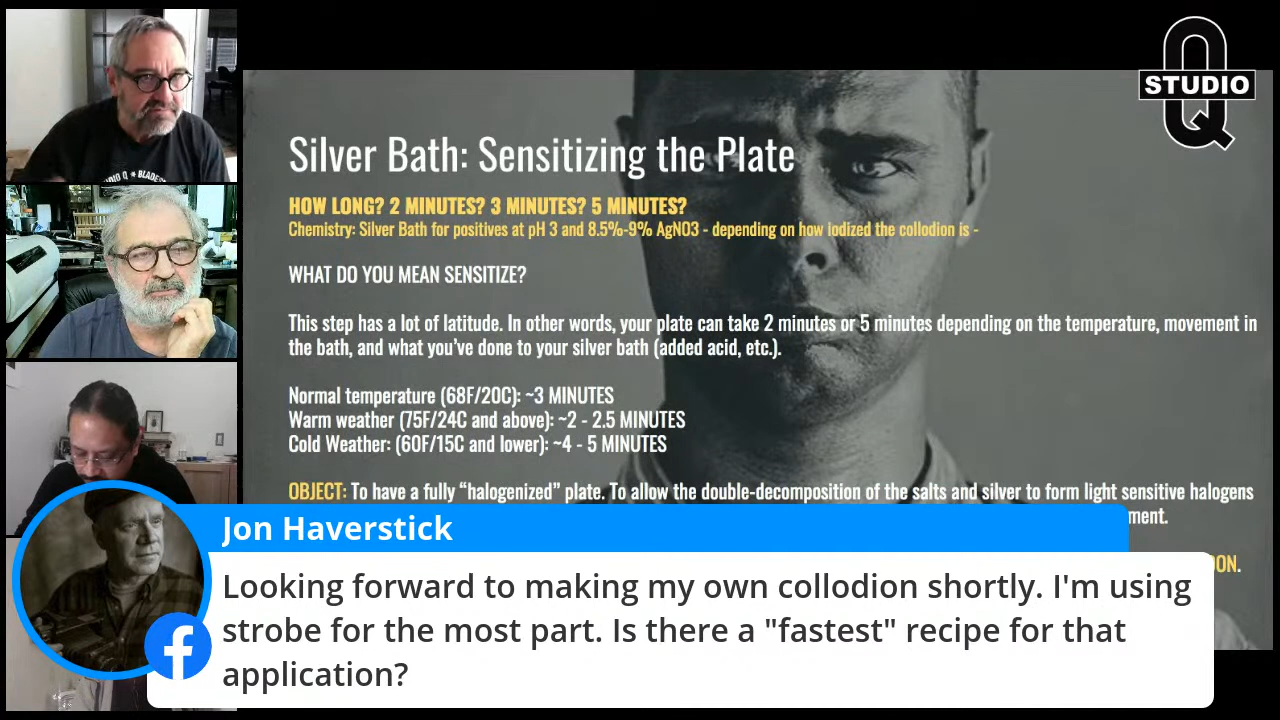 STUDIO
Q
Silver Bath: Sensitizing the Plate
HOW LONG? 2 MINUTES? 3 MINUTES? 5 MINUTES?
Chemistry: Silver Bath for positives at pH 3 and 8.5%-9% AgNO3 - depending on how iodized the collodion is -
WHAT DO YOU MEAN SENSITIZE?
This step has a lot of latitude. In other words, your plate can take 2 minutes or 5 minutes depending on the temperature, movement in
the bath, and what you’ve done to your silver bath (added acid, etc.).
Normal temperature (68F/20C): ~3 MINUTES
Warm weather (75F/24C and above): ~2 - 2.5 MINUTES
Cold Weather: (60F/15C and lower): ~4 - 5 MINUTES
OBJECT: To have a fully “halogenized” plate. To allow the double-decomposition of the salts and silver to form light sensitive halogens
Jon Haverstick
Looking forward to making my own collodion shortly. I'm using
strobe for the most part. Is there a "fastest" recipe for that
application?